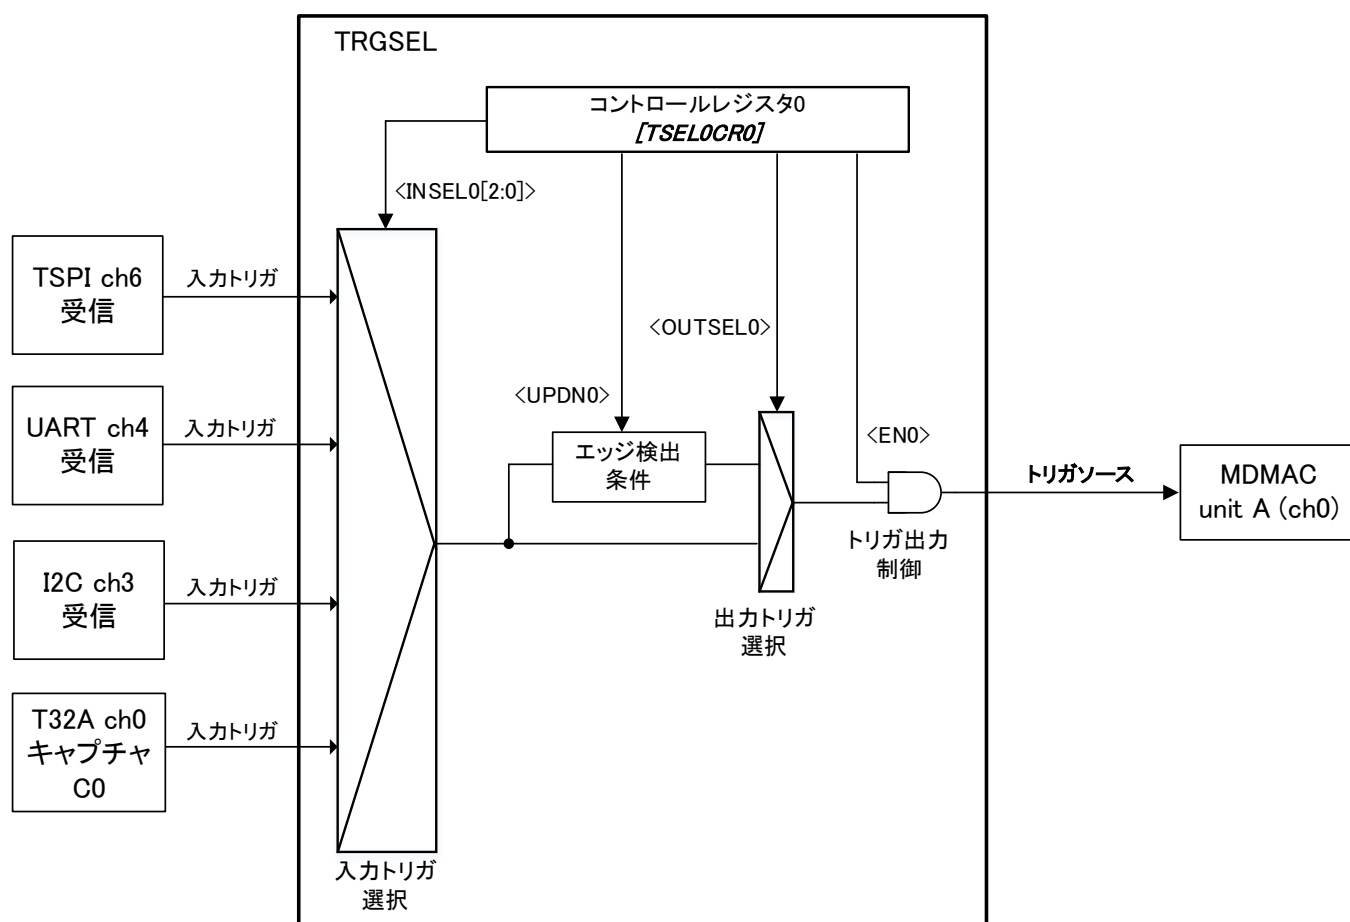 TRGSEL
コントロールレジスタ0
[TSEL0CR0]
<INSEL0[2:0]>
TSPI ch6
受信
入力トリガ
<OUTSEL0>
<UPDN0>
UART ch4
受信
入力トリガ
<EN0>
エッジ検出
条件
トリガソース
MDMAC
unit A (ch0)
トリガ出力
制御
I2C ch3
受信
入力トリガ
出力トリガ
選択
T32A ch0
キャプチャ
C0
入力トリガ
入力トリガ
選択